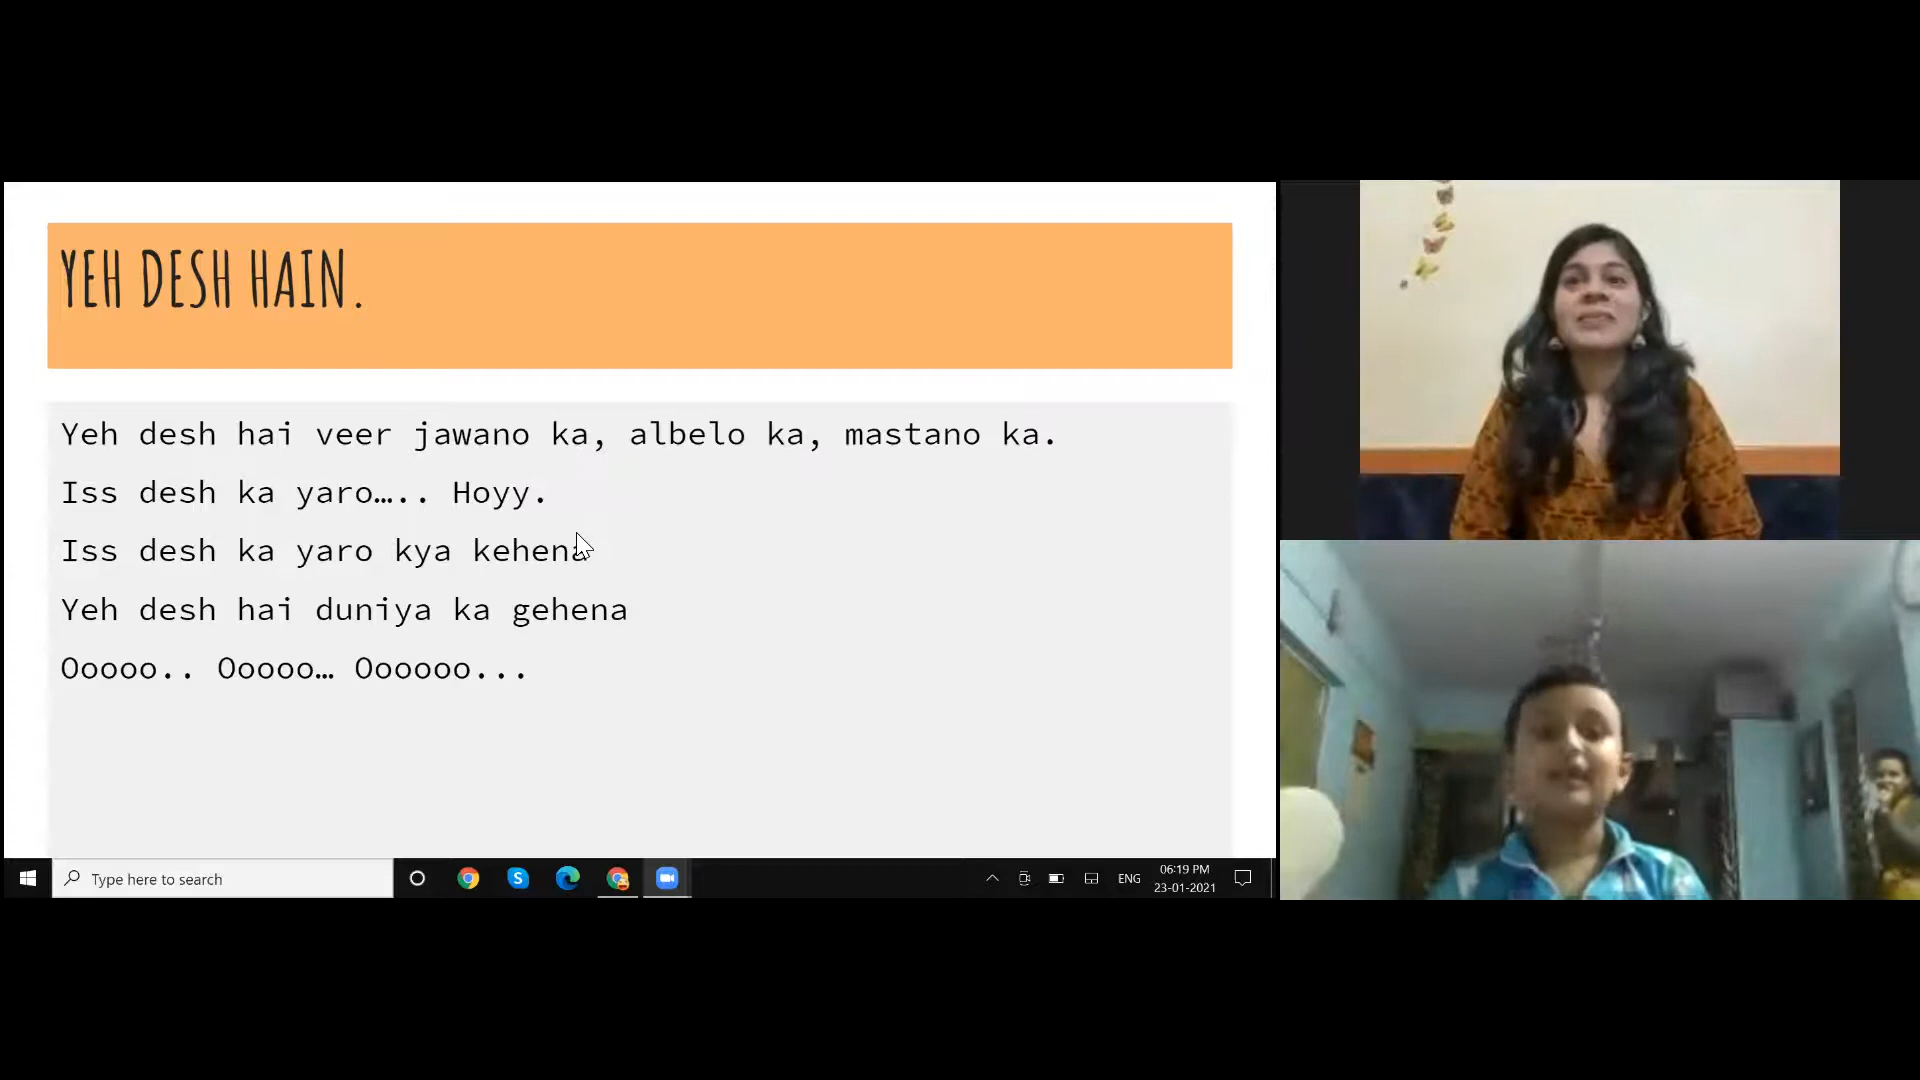 YEH DESH HAIN.
Yeh desh hai veer jawano ka, albelo ka, mastano ka.
Iss desh ka yaro….. Hoyy.
Iss desh ka yaro kya kehena
Yeh desh hai duniya ka gehena
Ooooo.. Ooooo… Oooooo...
Type here to search
ENG
06:19 PM
23-01-2021